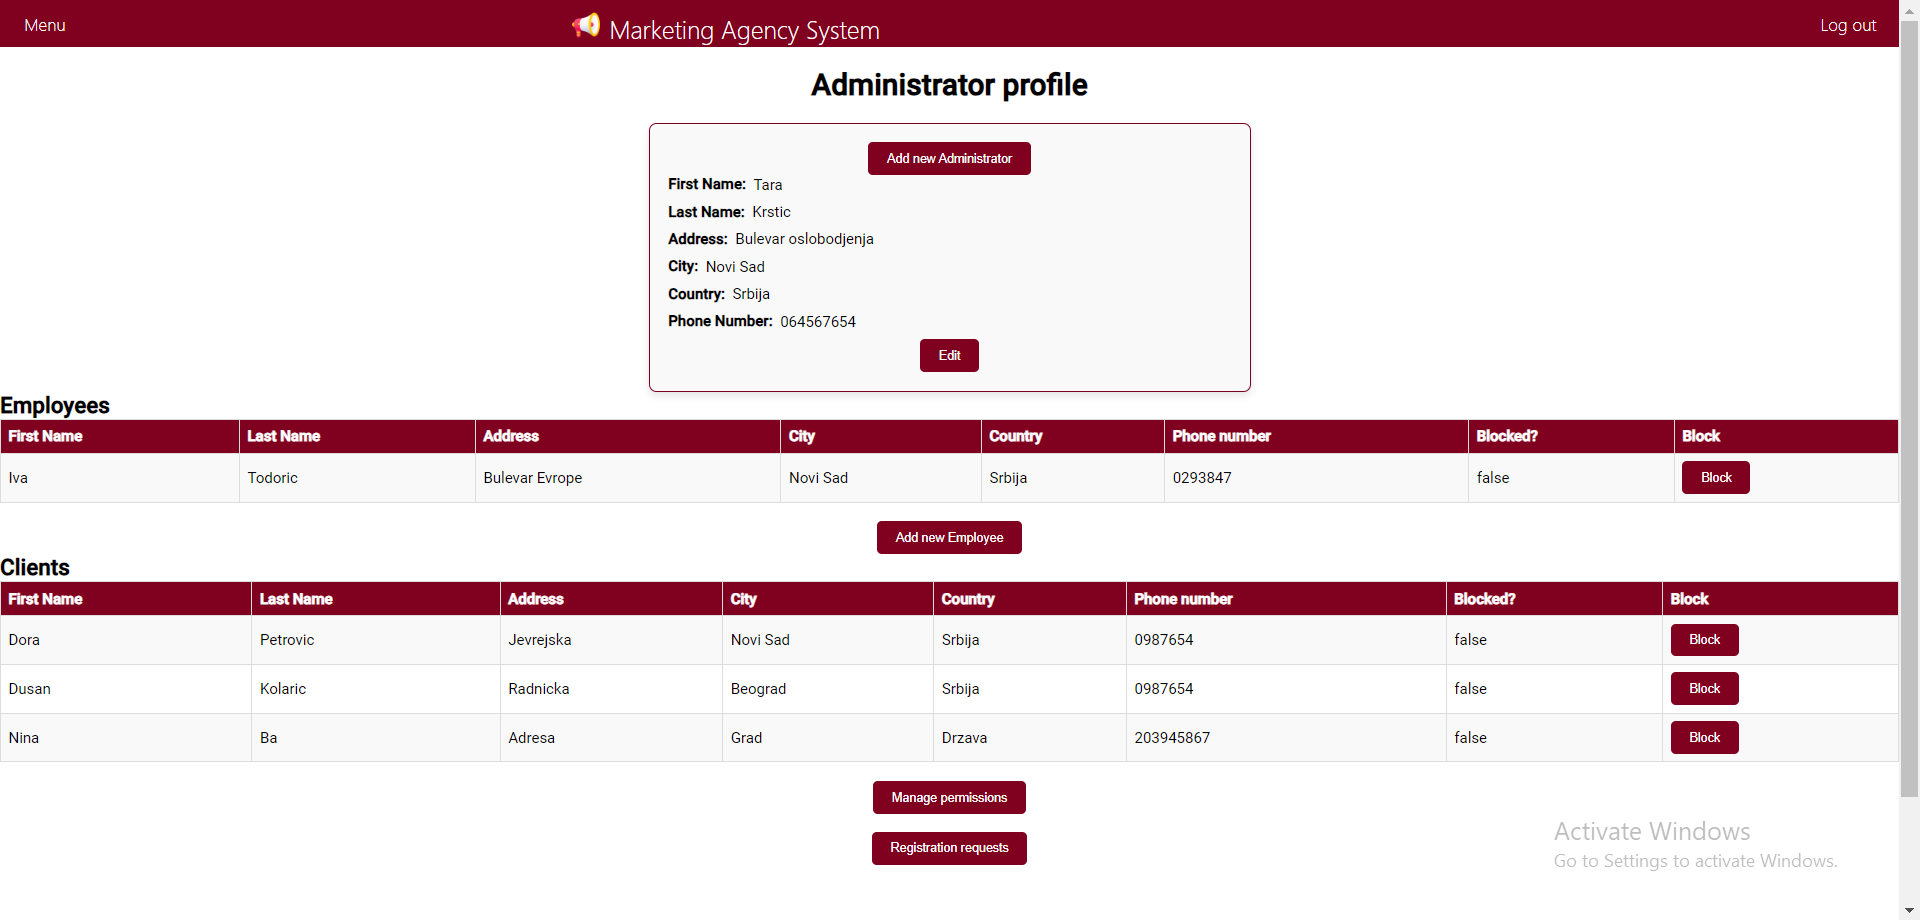 Menu Marketing Agency System Log out
Administrator profile
Add new Administrator
First Name: Tara
Last Name: Krstic
Address: Bulevar oslobodjenja
City: Novi Sad
Country: Srbija
Phone Number: 064567654
Edit
Employees
First Name Last Name Address City Country Phone number Blocked? Block
Iva Todoric Bulevar Evrope Novi Sad Srbija 0293847 false Block
Add new Employee
Clients
First Name Last Name Address City Country Phone number Blocked? Block
Dora Petrovic Jevrejska Novi Sad Srbija 0987654 false Block
Dusan Kolaric Radnicka Beograd Srbija 0987654 false Block
Nina Ba Adresa Grad Drzava 203945867 false Block
Manage permissions
Registration requests
Activate Windows
Go to Settings to activate Windows.